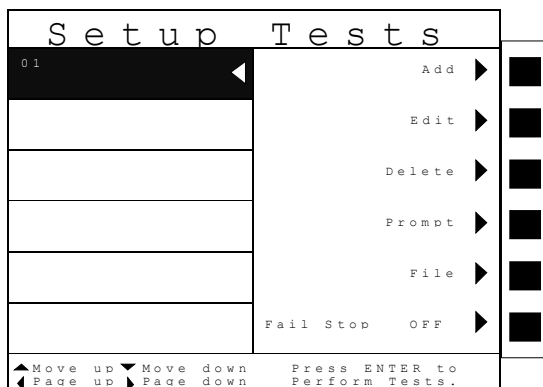 Setup Tests
01
Add
Edit
Delete
Prompt
File
Fail Stop OFF
Move up Move down Press ENTER to
Page up Page down Perform Tests.